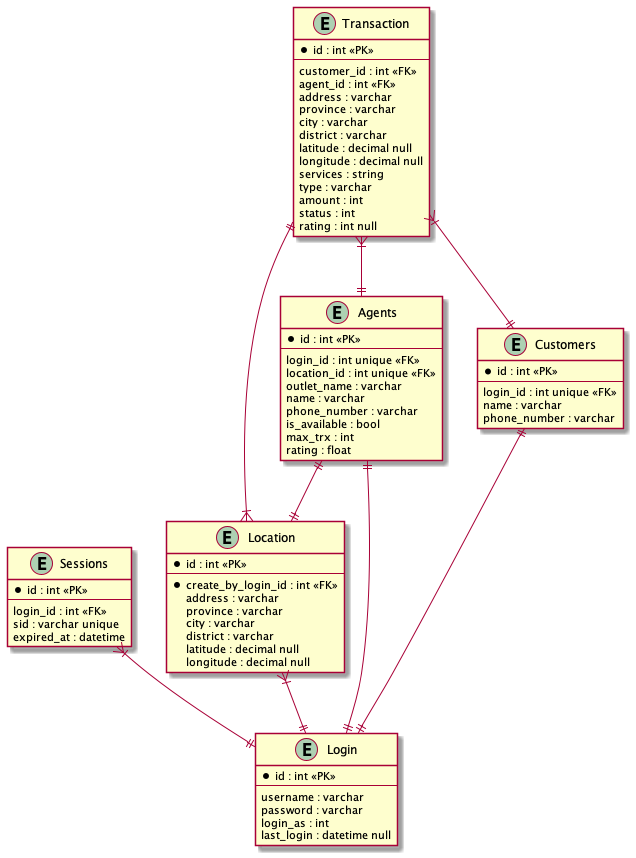 E Transaction
id : int «PK»
customer_id : int «FK»
agent_id : int «FK»
address : varchar
province : varchar
city : varchar
district : varchar
latitude : decimal null
longitude : decimal null
services : string
type : varchar
amount : int
status : int
rating : int null
E Agents
id : int «PK»
login_id : int unique «FK»
location_id : int unique «FK»
outlet_name : varchar
name : varchar
phone_number : varchar
is_available : bool
max_trx : int
rating : float
E Customers
id : int «PK»
login_id : int unique «FK»
name : varchar
phone_number : varchar
E Location
id : int «PK»
create_by_login_id : int «FK»
address : varchar
province : varchar
city : varchar
district : varchar
latitude : decimal null
longitude : decimal null
E Sessions
id : int «PK»
login_id : int «FK»
sid : varchar unique
expired_at : datetime
E Login
id : int «PK»
username : varchar
password : varchar
login_as : int
last_login : datetime null